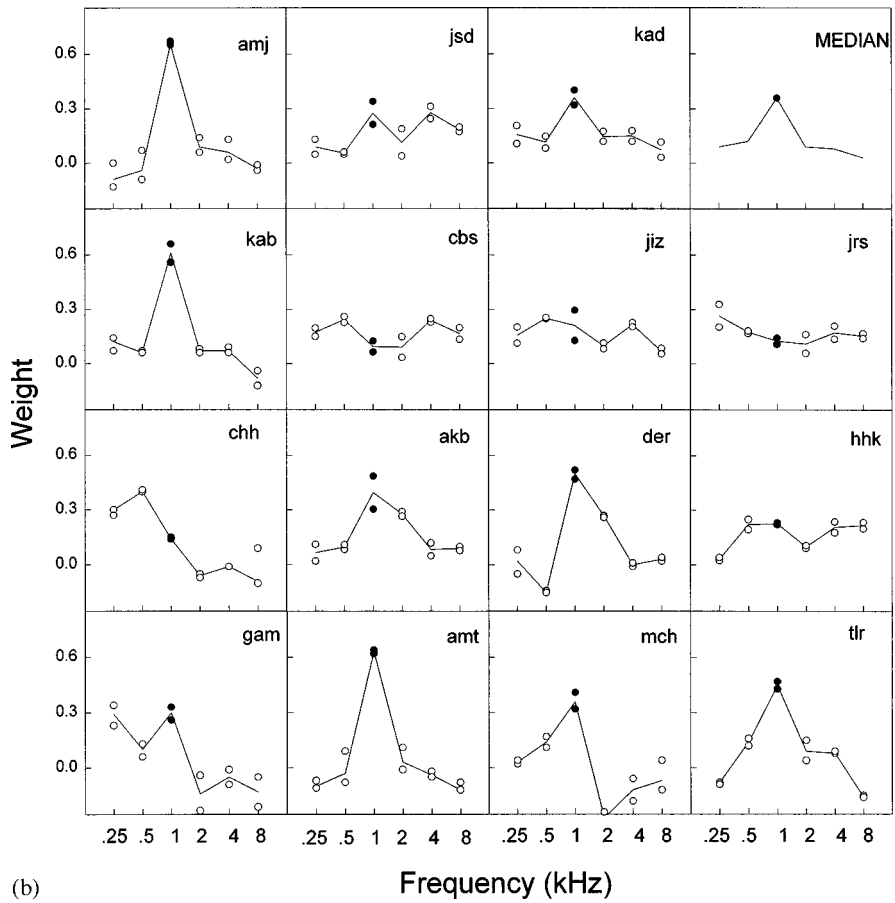 0.6
amj
jsd
kad
MEDIAN
0.3
0.0
0.6
kab
cbs
jiz
jrs
0.3
0.0
Weight
0.6
chh
akb
der
hhk
0.3
0.0
0.6
gam
amt
mch
tlr
0.3
0.0
.25 .5 1 2 4 8 .25 .5 1 2 4 8 .25 .5 1 2 4 8 .25 .5 1 2 4 8
(b)
Frequency (kHz)